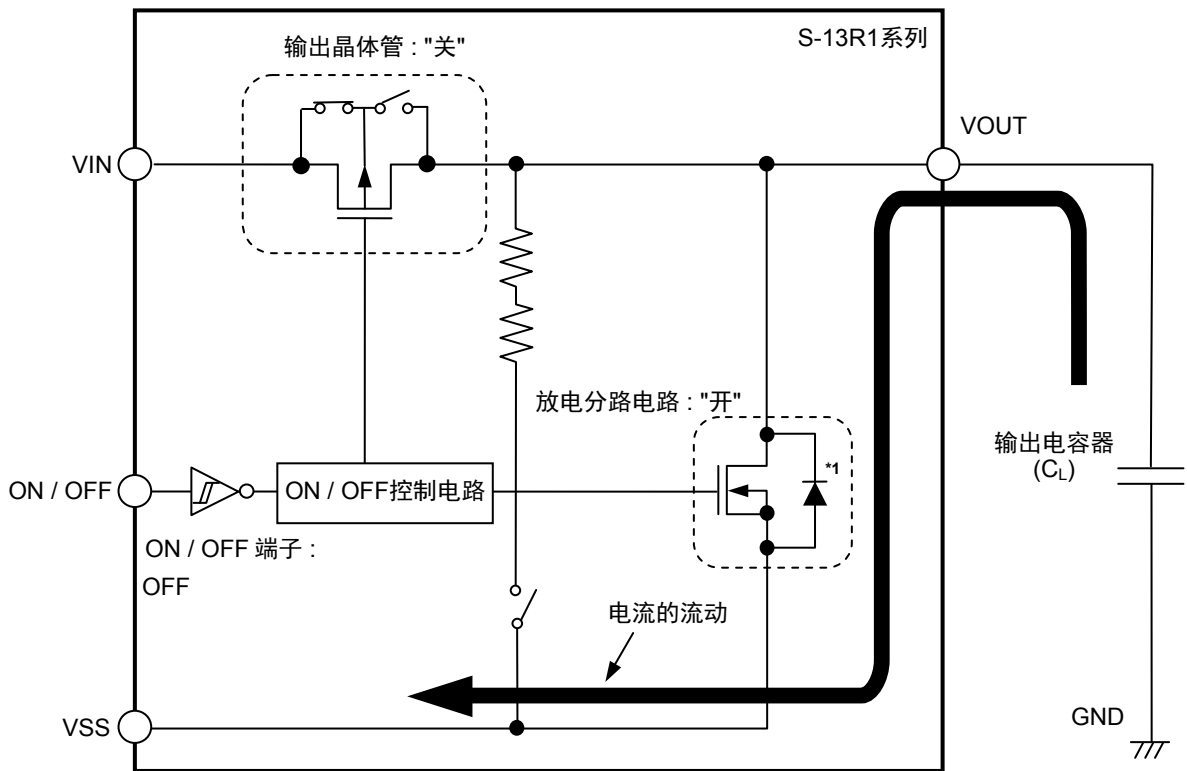 S-13R1系列
输出晶体管 : "关"
VOUT
VIN
放电分路电路 : "开"
*1
输出电容器
(CL)
ON / OFF
ON / OFF控制电路
ON / OFF 端子 :
OFF
电流的流动
VSS
GND